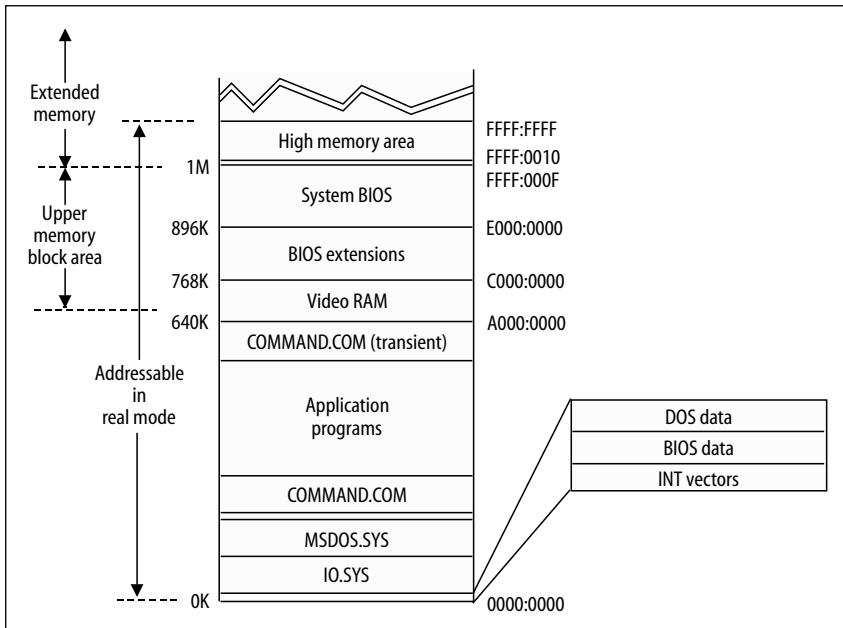 Extended
memory
High memory area
FFFF:FFFF
FFFF:0010
1M
FFFF:000F
System BIOS
Upper
memory
block area
896K
E000:0000
BIOS extensions
768K
C000:0000
Video RAM
640K
A000:0000
COMMAND.COM (transient)
Addressable
in
real mode
Application
programs
DOS data
BIOS data
INT vectors
COMMAND.COM
MSDOS.SYS
IO.SYS
0K
0000:0000